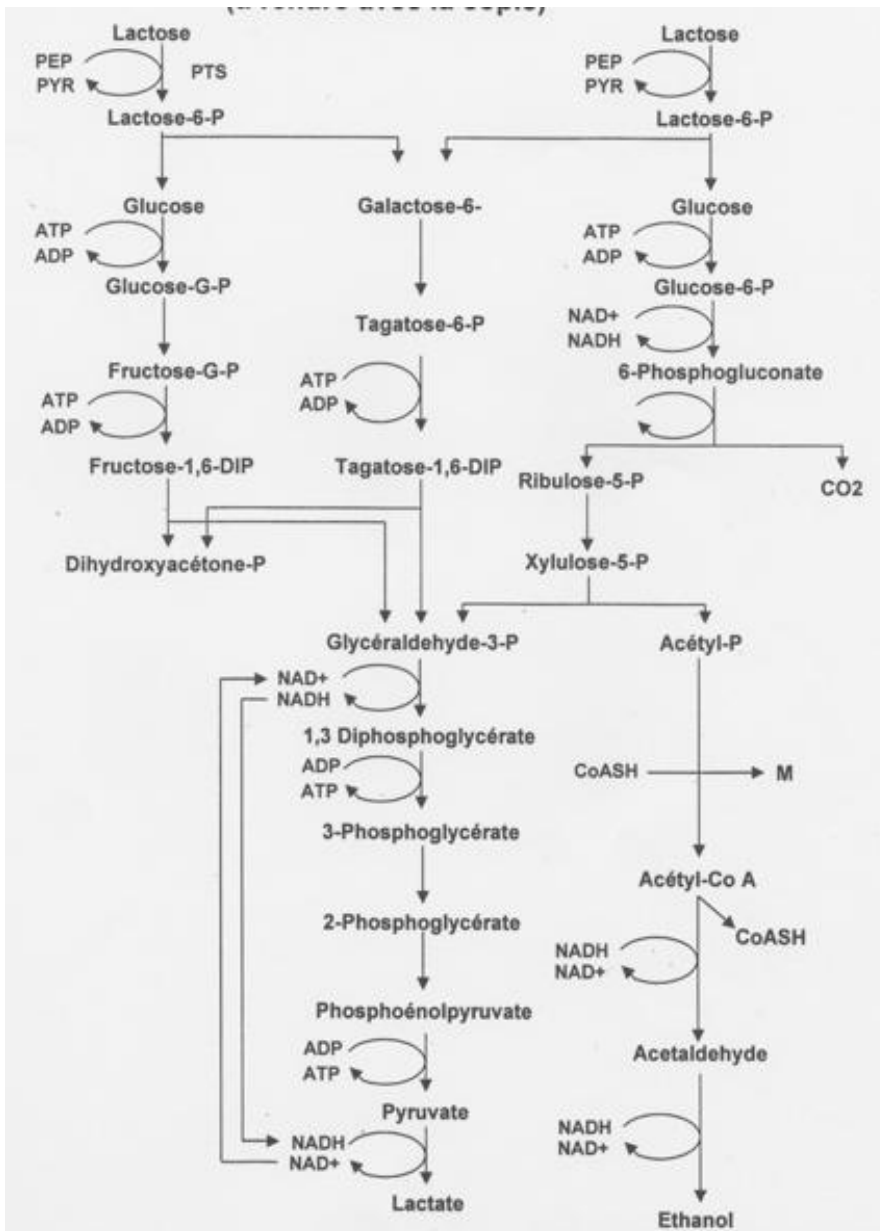 (à rendre avec la copie)
Lactose
Lactose
PEP
PYR
PTS
PEP
PYR
Lactose-6-P
Lactose-6-P
Glucose
Galactose-6-
Glucose
ATP
ADP
ATP
ADP
Glucose-G-P
Glucose-6-P
Tagatose-6-P
NAD+
NADH
Fructose-G-P
6-Phosphogluconate
ATP
ADP
ATP
ADP
Fructose-1,6-DIP
Tagatose-1,6-DIP
Ribulose-5-P
CO2
Dihydroxyacétone-P
Xylulose-5-P
Glycéraldehyde-3-P
Acétyl-P
NAD+
NADH
1,3 Diphosphoglycérate
ADP
ATP
CoASH
M
3-Phosphoglycérate
Acétyl-Co A
2-Phosphoglycérate
CoASH
NADH
NAD+
Phosphoénolpyruvate
ADP
ATP
Acetaldehyde
Pyruvate
NADH
NAD+
NADH
NAD+
Lactate
Ethanol